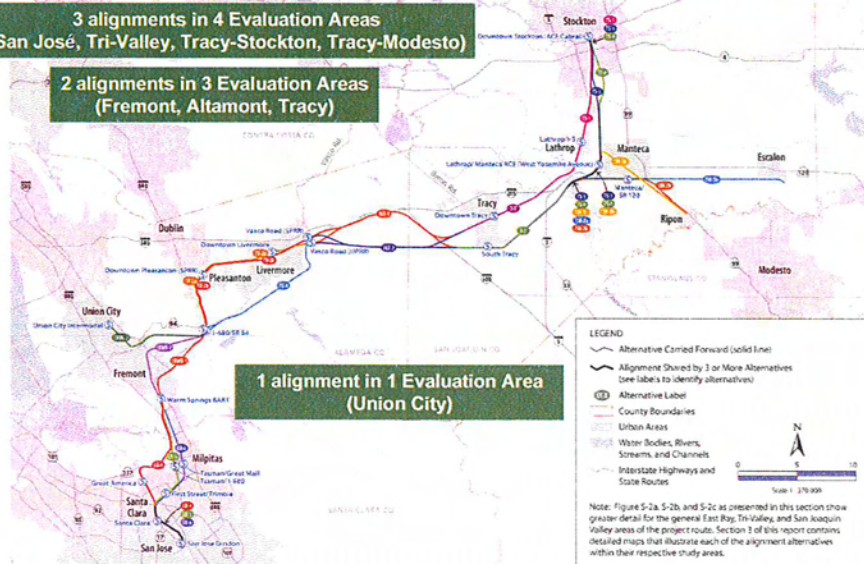 3 alignments in 4 Evaluation Areas
San José, Tri-Valley, Tracy-Stockton, Tracy-Modesto)
2 alignments in 3 Evaluation Areas
(Fremont, Altamont, Tracy)
Stockton
Downtown Stockton / ACE Cabral
CONTRA COSTA CO.
Lathrop
Manteca
Lathrop/Manteca ACE (West Yosemite Avenue)
Escalon
Manteca/
SR 120
Tracy
Downtown Tracy
Ripon
South Tracy
Modesto
STANISLAUS CO.
Dublin
Vasco Road (SPRR)
Downtown Livermore
Vasco Road (UPRR)
Livermore
Downtown Pleasanton (SPRR)
Pleasanton
Union City
Union City Intermodal
I-680/SR 84
ALAMEDA CO.
SAN JOAQUIN CO.
Fremont
1 alignment in 1 Evaluation Area
(Union City)
Warm Springs BART
Milpitas
Tasman/Great Mall
Tasman/I-680
Great America
First Street/Trimble
Santa
Clara
Santa Clara
San Jose
San Jose Diridon
SANTA CLARA CO.
LEGEND
Alternative Carried Forward (solid line)
Alignment Shared by 3 or More Alternatives
(see labels to identify alternatives)
Alternative Label
County Boundaries
Urban Areas
Water Bodies, Rivers,
Streams, and Channels
Interstate Highways and
State Routes
N
0 5 10
Note: Figure S-2a, S-2b, and S-2c as presented in this section show
greater detail for the general East Bay, Tri-Valley, and San Joaquin
Valley areas of the project route. Section 3 of this report contains
detailed maps that illustrate each of the alignment alternatives
within their respective study areas.